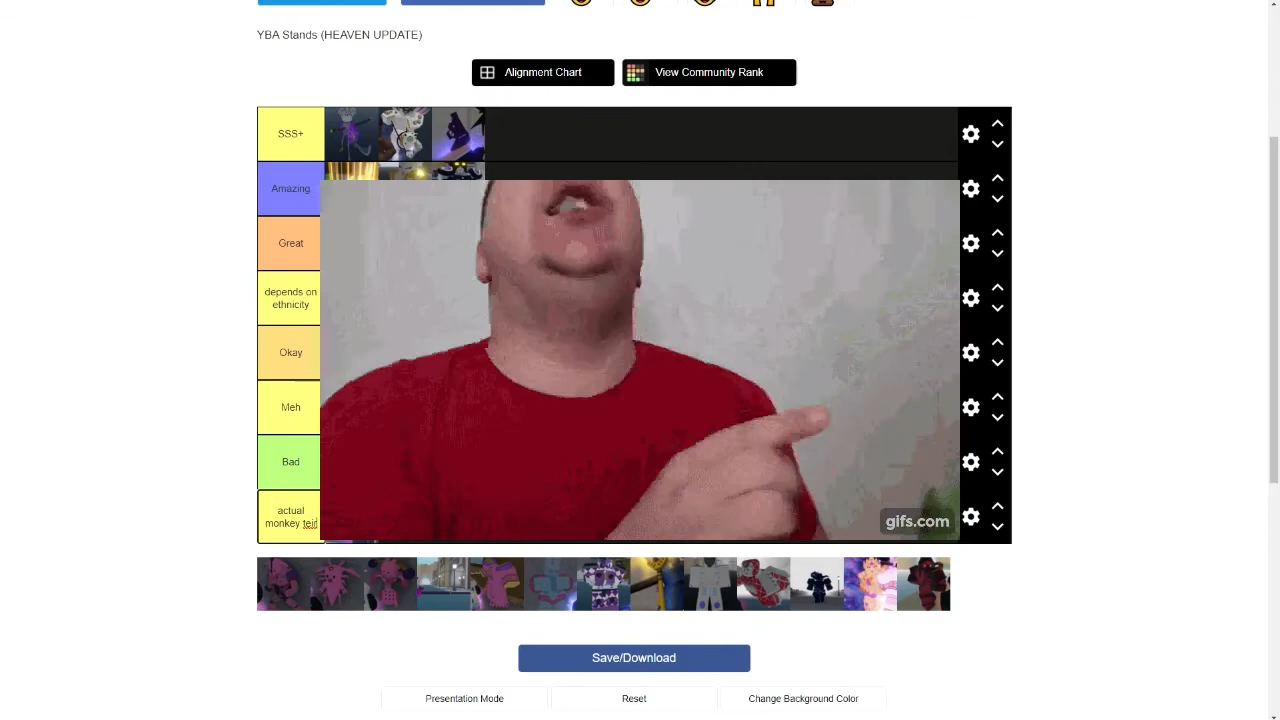 YBA Stands (HEAVEN UPDATE)
Alignment Chart
View Community Rank
SSS+
Amazing
Great
depends on
ethnicity
Okay
Meh
Bad
actual
monkey teir
gifs.com
Save/Download
Presentation Mode
Reset
Change Background Color